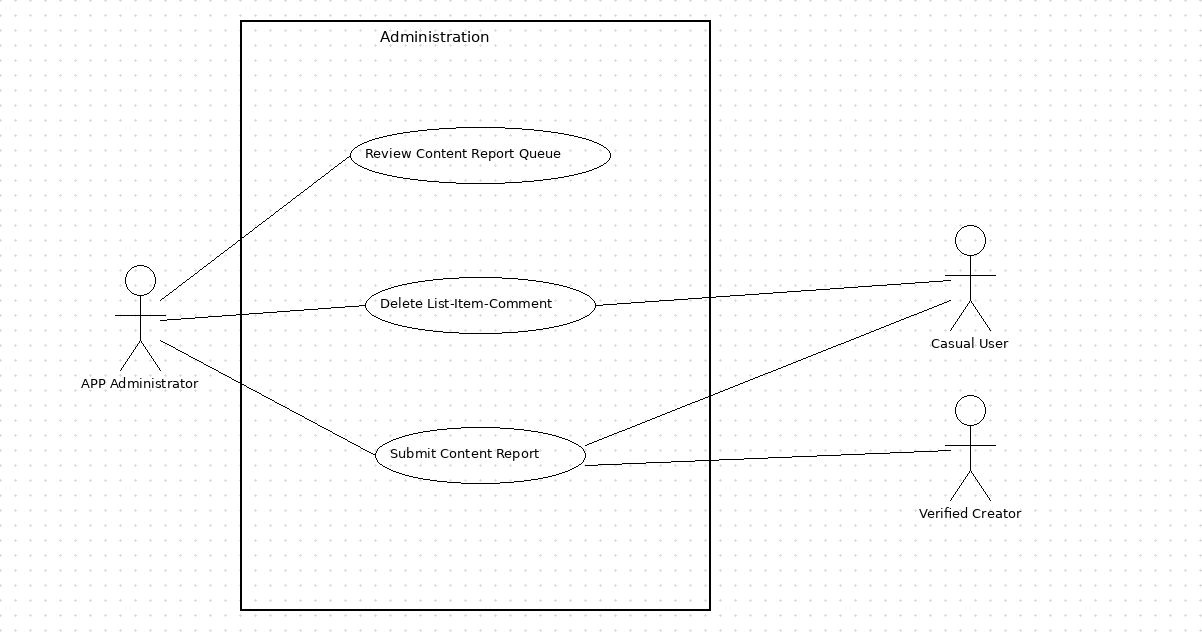 Administration
Review Content Report Queue
Delete List-Item-Comment
Casual User
APP Administrator
Submit Content Report
Verified Creator